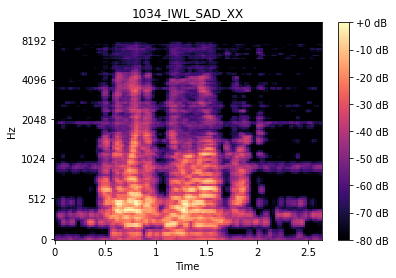 1034_IWL_SAD_XX
+0 dB
8192
-10 dB
4096
-20 dB
-30 dB
2048
Hz
-40 dB
1024
-50 dB
512
-60 dB
-70 dB
0
-80 dB
0 0.5 1 1.5 2 2.5
Time